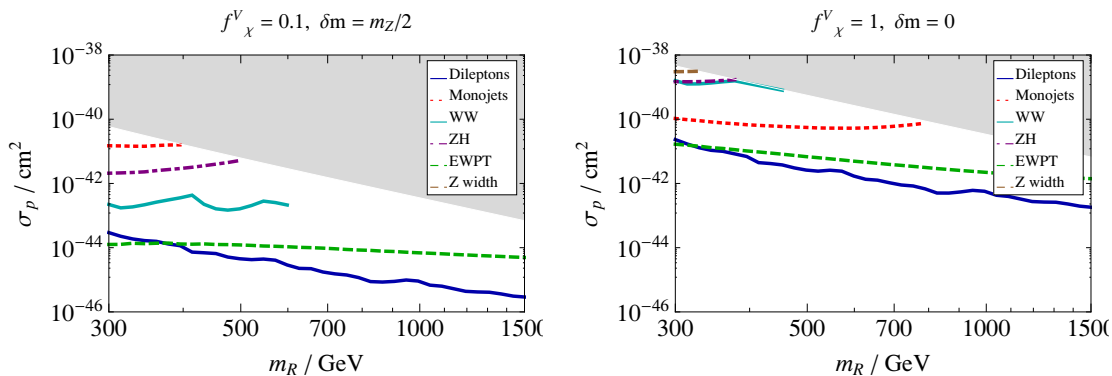 f^V_χ = 0.1, δm = m_Z/2
10^−38
10^−40
10^−42
10^−44
10^−46
σ_p / cm^2
300
500
700
1000
1500
m_R / GeV
Dileptons
Monojets
WW
ZH
EWPT
Z width
f^V_χ = 1, δm = 0
10^−38
10^−40
10^−42
10^−44
10^−46
σ_p / cm^2
300
500
700
1000
1500
m_R / GeV
Dileptons
Monojets
WW
ZH
EWPT
Z width